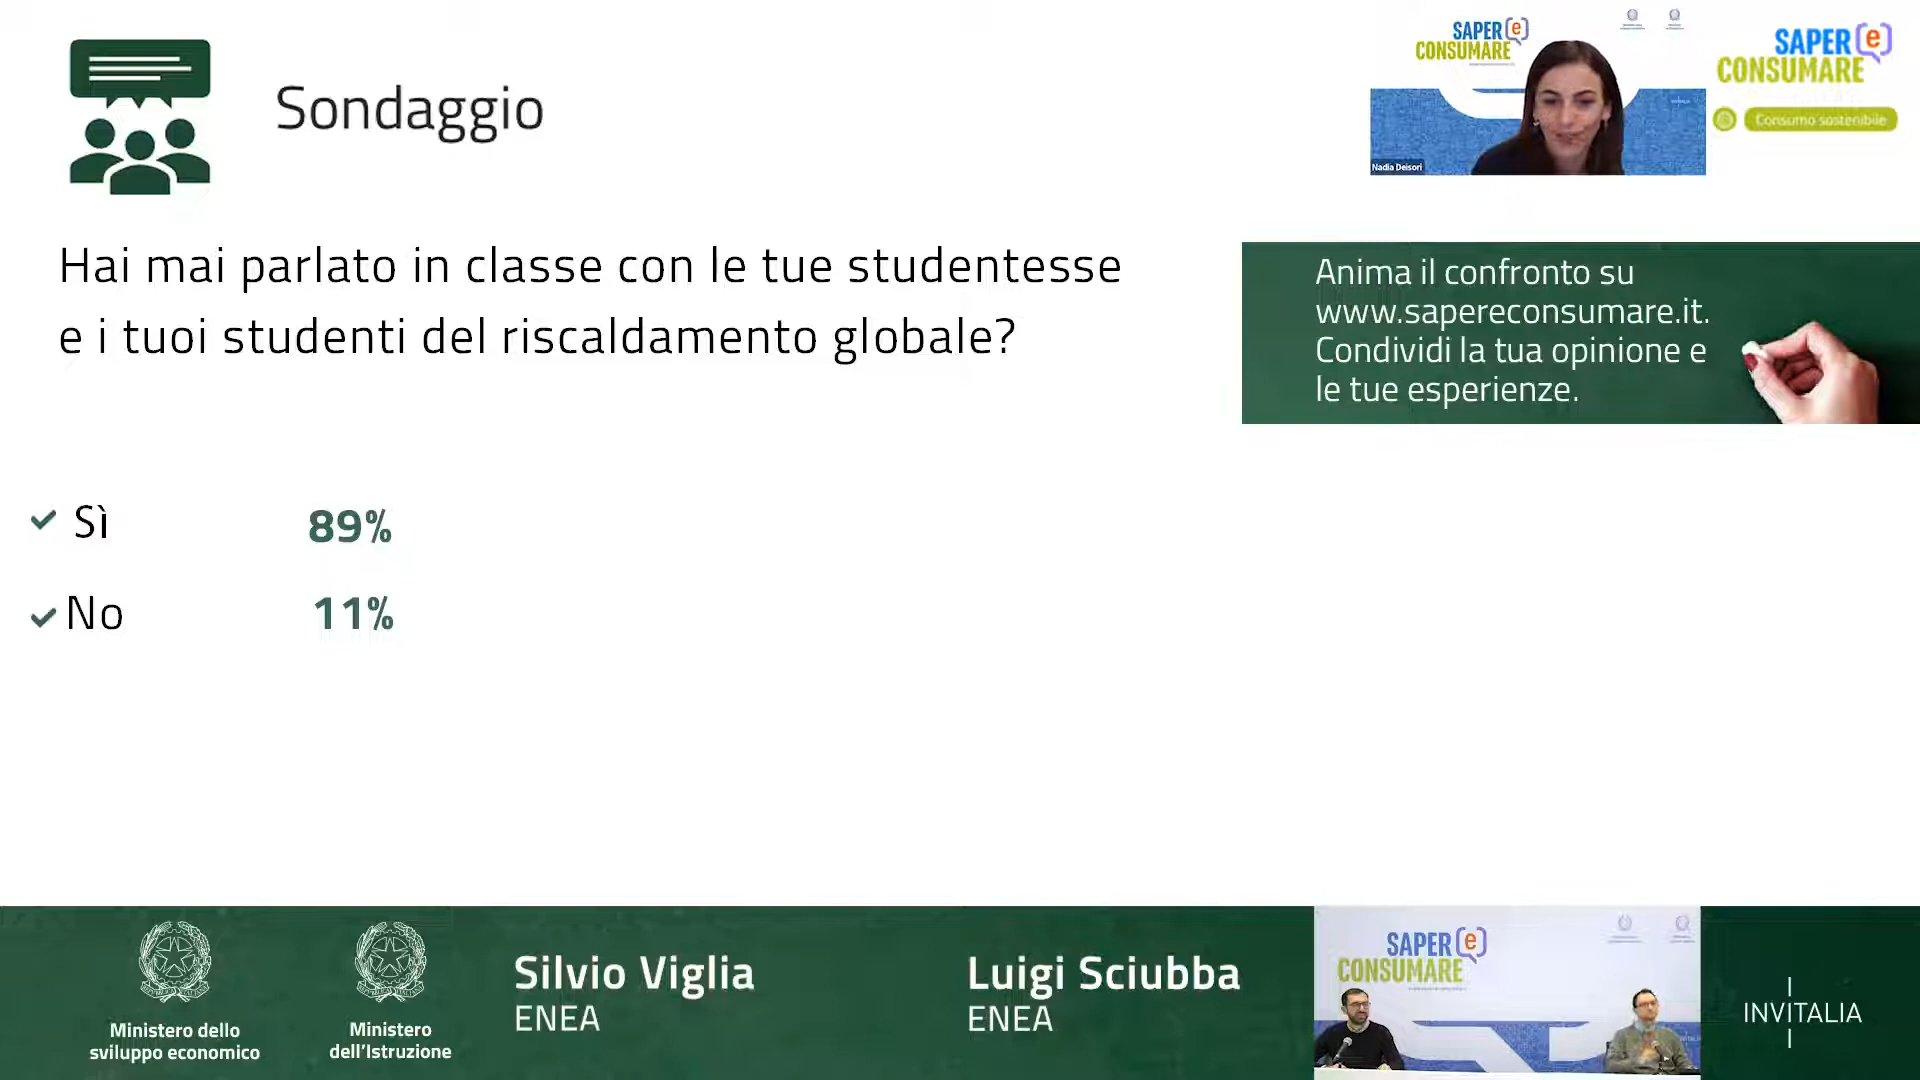 Sondaggio
SAPER e
CONSUMARE
Nadia Deisori
SAPER e
CONSUMARE
Consumo sostenibile
Hai mai parlato in classe con le tue studentesse
e i tuoi studenti del riscaldamento globale?
Anima il confronto su
www.sapereconsumare.it.
Condividi la tua opinione e
le tue esperienze.
Sì 89%
No 11%
Ministero dello
sviluppo economico
Ministero
dell'Istruzione
Silvio Viglia
ENEA
Luigi Sciubba
ENEA
SAPER e
CONSUMARE
INVITALIA